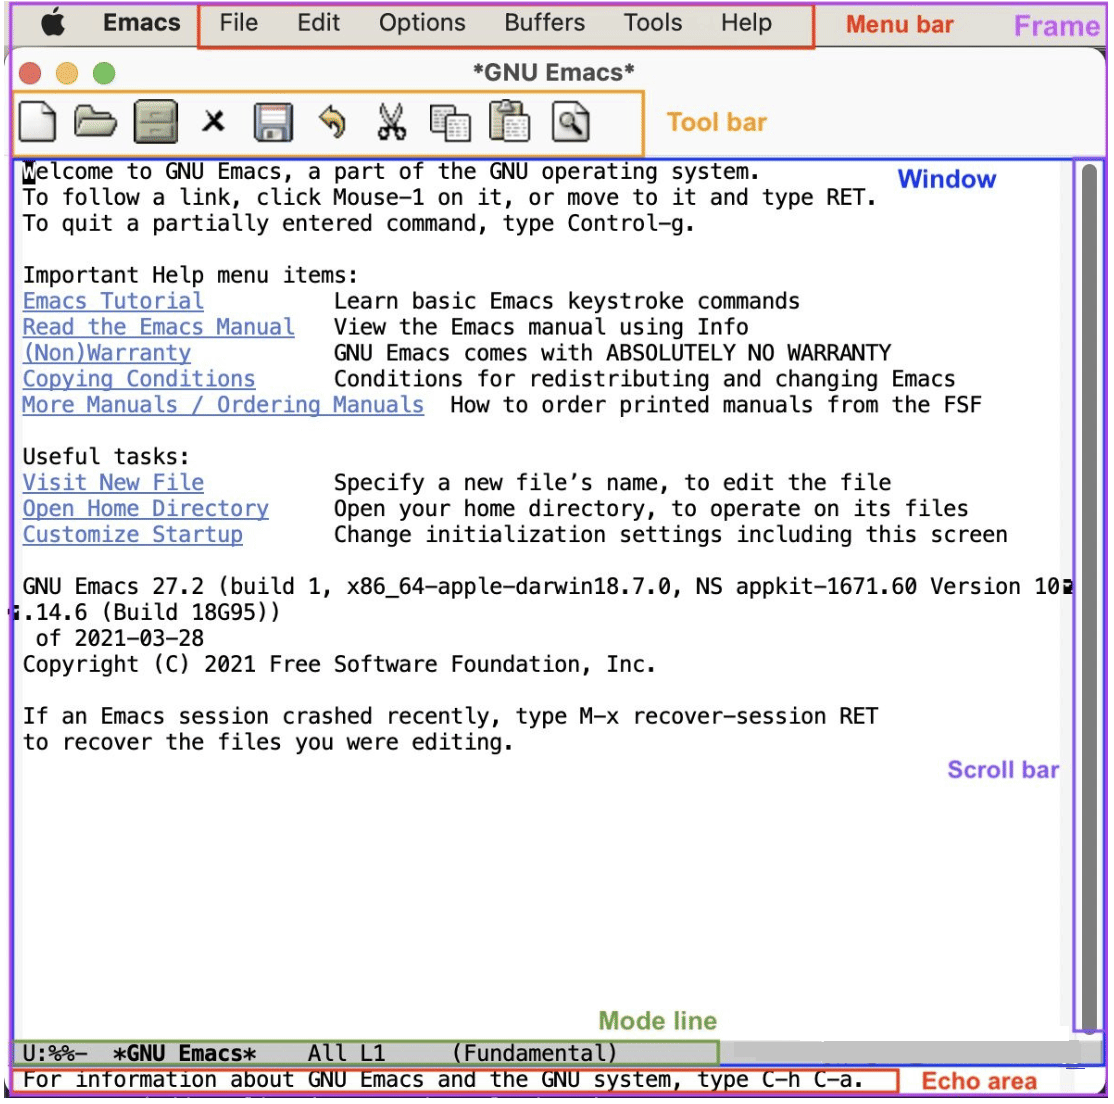 Emacs File Edit Options Buffers Tools Help Menu bar Frame
*GNU Emacs*
Tool bar
Welcome to GNU Emacs, a part of the GNU operating system.
Window
To follow a link, click Mouse-1 on it, or move to it and type RET.
To quit a partially entered command, type Control-g.
Important Help menu items:
Emacs Tutorial Learn basic Emacs keystroke commands
Read the Emacs Manual View the Emacs manual using Info
(Non)Warranty GNU Emacs comes with ABSOLUTELY NO WARRANTY
Copying Conditions Conditions for redistributing and changing Emacs
More Manuals / Ordering Manuals How to order printed manuals from the FSF
Useful tasks:
Visit New File Specify a new file’s name, to edit the file
Open Home Directory Open your home directory, to operate on its files
Customize Startup Change initialization settings including this screen
GNU Emacs 27.2 (build 1, x86_64-apple-darwin18.7.0, NS appkit-1671.60 Version 10
.14.6 (Build 18G95))
of 2021-03-28
Copyright (C) 2021 Free Software Foundation, Inc.
If an Emacs session crashed recently, type M-x recover-session RET
to recover the files you were editing.
Scroll bar
Mode line
U:%%- *GNU Emacs* All L1 (Fundamental)
For information about GNU Emacs and the GNU system, type C-h C-a. Echo area